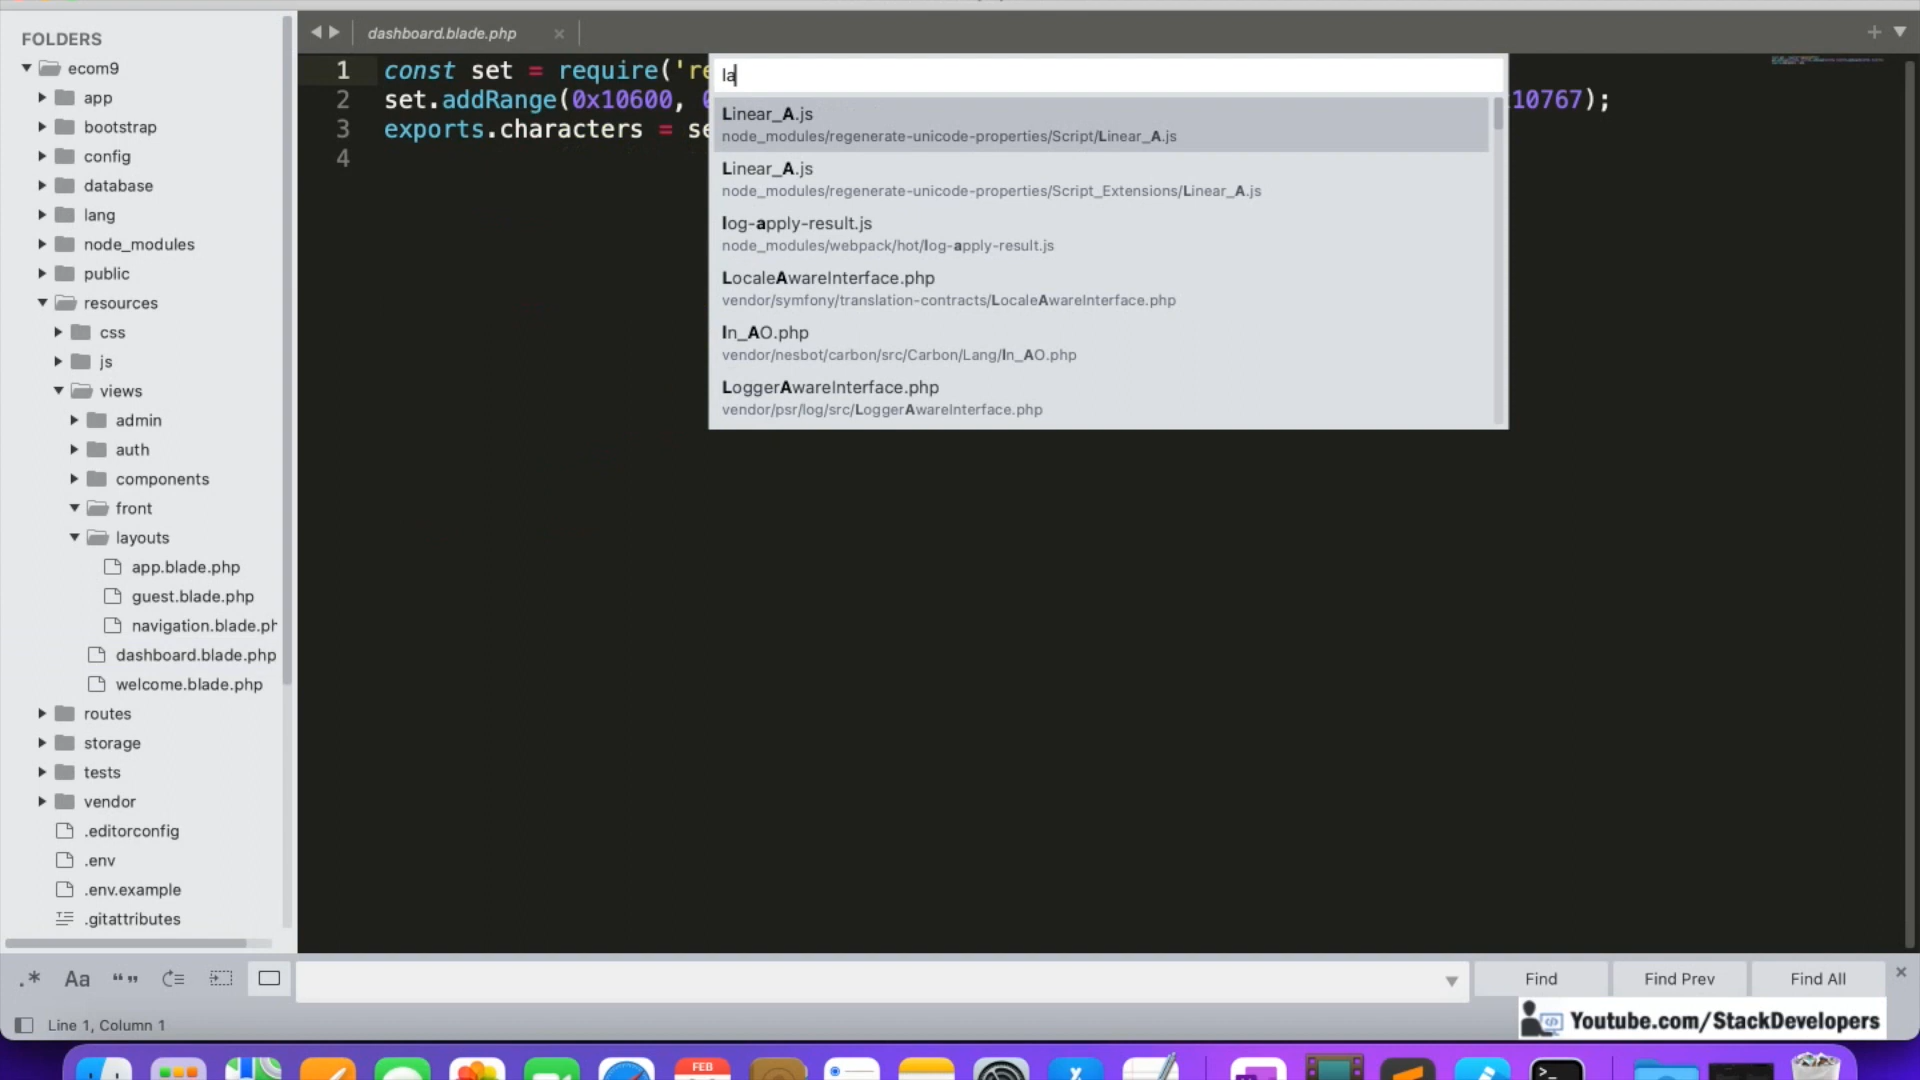 FOLDERS
ecom9
app
bootstrap
config
database
lang
node_modules
public
resources
css
js
views
admin
auth
components
front
layouts
app.blade.php
guest.blade.php
navigation.blade.ph
dashboard.blade.php
welcome.blade.php
routes
storage
tests
vendor
.editorconfig
.env
.env.example
.gitattributes
dashboard.blade.php
1 const set = require('re
2 set.addRange(0x10600, 0 10767);
3 exports.characters = se
4
la
Linear_A.js
node_modules/regenerate-unicode-properties/Script/Linear_A.js
Linear_A.js
node_modules/regenerate-unicode-properties/Script_Extensions/Linear_A.js
log-apply-result.js
node_modules/webpack/hot/log-apply-result.js
LocaleAwareInterface.php
vendor/symfony/translation-contracts/LocaleAwareInterface.php
ln_AO.php
vendor/nesbot/carbon/src/Carbon/Lang/ln_AO.php
LoggerAwareInterface.php
vendor/psr/log/src/LoggerAwareInterface.php
.* Aa “” Find Find Prev Find All
Line 1, Column 1
Youtube.com/StackDevelopers
FEB